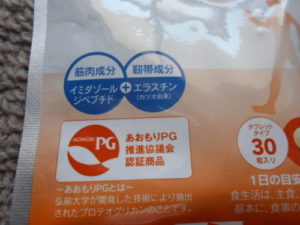 筋肉成分
イミダゾール
ジペプチド
+
靭帯成分
エラスチン
(カツオ由来)
AOMORI PG
あおもりPG
推進協議会
認証商品
~あおもりPGとは~
弘前大学が開発した技術により抽出
されたプロテオグリカンのことです。
タブレット
タイプ
30
粒入り
1日の目安
食生活は、主食、
基本に、食事の